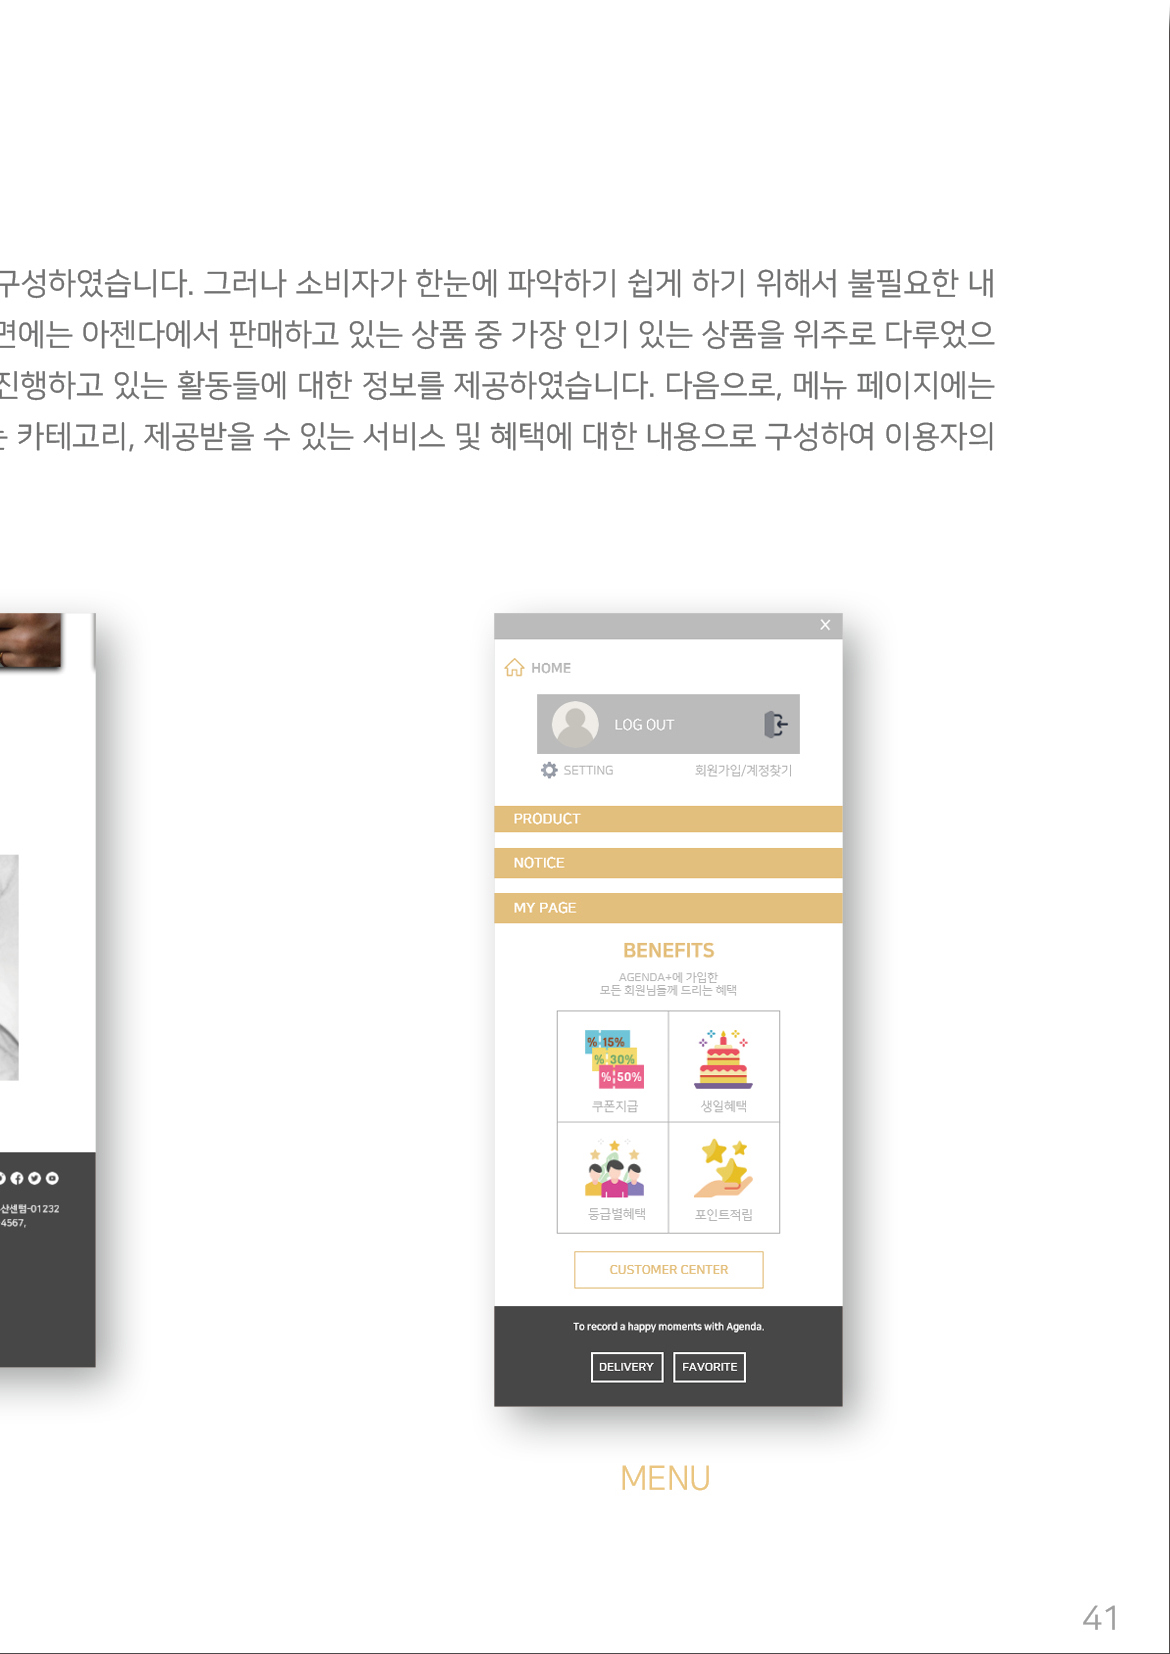 구성하였습니다. 그러나 소비자가 한눈에 파악하기 쉽게 하기 위해서 불필요한 내
면에는 아젠다에서 판매하고 있는 상품 중 가장 인기 있는 상품을 위주로 다루었으
진행하고 있는 활동들에 대한 정보를 제공하였습니다. 다음으로, 메뉴 페이지에는
카테고리, 제공받을 수 있는 서비스 및 혜택에 대한 내용으로 구성하여 이용자의
X
HOME
LOG OUT
SETTING 회원가입/계정찾기
PRODUCT
NOTICE
MY PAGE
BENEFITS
AGENDA+에 가입한
모든 회원님들께 드리는 혜택
% 15%
% 30%
% 50%
쿠폰지급 생일혜택
등급별혜택 포인트적립
CUSTOMER CENTER
To record a happy moments with Agenda.
DELIVERY FAVORITE
산센텀-01232
4567,
MENU
41